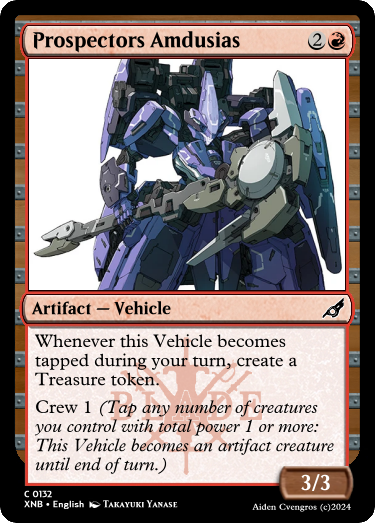 Prospectors Amdusias 2
Artifact — Vehicle
Whenever this Vehicle becomes
tapped during your turn, create a
Treasure token.
Crew 1 (Tap any number of creatures
you control with total power 1 or more:
This Vehicle becomes an artifact creature
until end of turn.)
3/3
C 0132
XNB • English Takayuki Yanase
Aiden Cvengros (c)2024